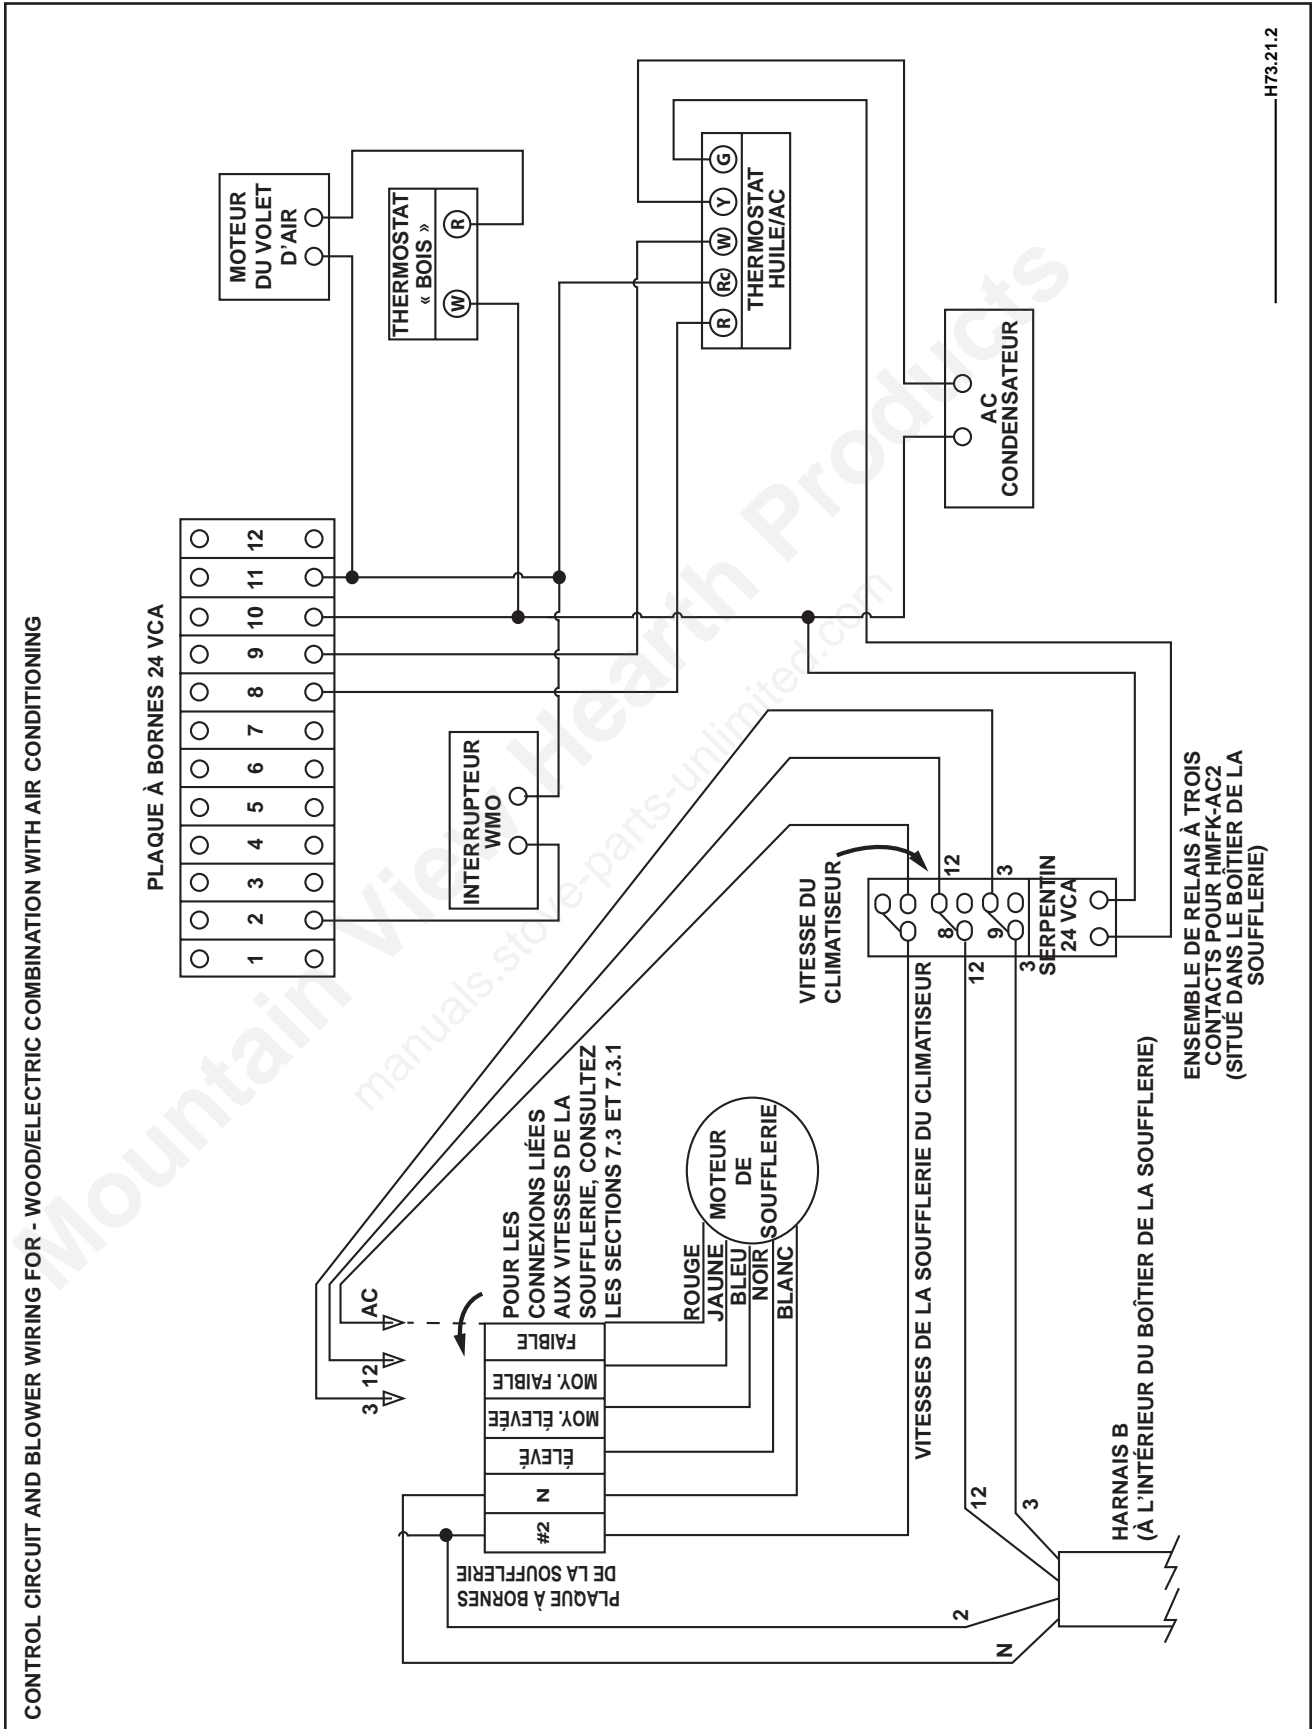 CONTROL CIRCUIT AND BLOWER WIRING FOR - WOOD/ELECTRIC COMBINATION WITH AIR CONDITIONING
PLAQUE À BORNES 24 VCA
1
2
3
4
5
6
7
8
9
10
11
12
MOTEUR
DU VOLET
D'AIR
THERMOSTAT
« BOIS »
W
R
INTERRUPTEUR
WMO
R
Rc
W
Y
G
THERMOSTAT
HUILE/AC
AC
CONDENSATEUR
3
12
AC
POUR LES
CONNEXIONS LIÉES
AUX VITESSES DE LA
SOUFFLERIE, CONSULTEZ
LES SECTIONS 7.3 ET 7.3.1
PLAQUE À BORNES
DE LA SOUFFLERIE
#2
N
ÉLEVÉ
MOY. ÉLEVÉE
MOY. FAIBLE
FAIBLE
ROUGE
JAUNE
BLEU
NOIR
BLANC
MOTEUR
DE
SOUFFLERIE
VITESSE DU
CLIMATISEUR
12
3
8
9
12
3
SERPENTIN
24 VCA
VITESSES DE LA SOUFFLERIE DU CLIMATISEUR
ENSEMBLE DE RELAIS À TROIS
CONTACTS POUR HMFK-AC2
(SITUÉ DANS LE BOÎTIER DE LA
SOUFFLERIE)
N
2
12
3
HARNAIS B
(À L'INTÉRIEUR DU BOÎTIER DE LA SOUFFLERIE)
H73.21.2
Mountain View Hearth Products
manuals.stove-parts-unlimited.com